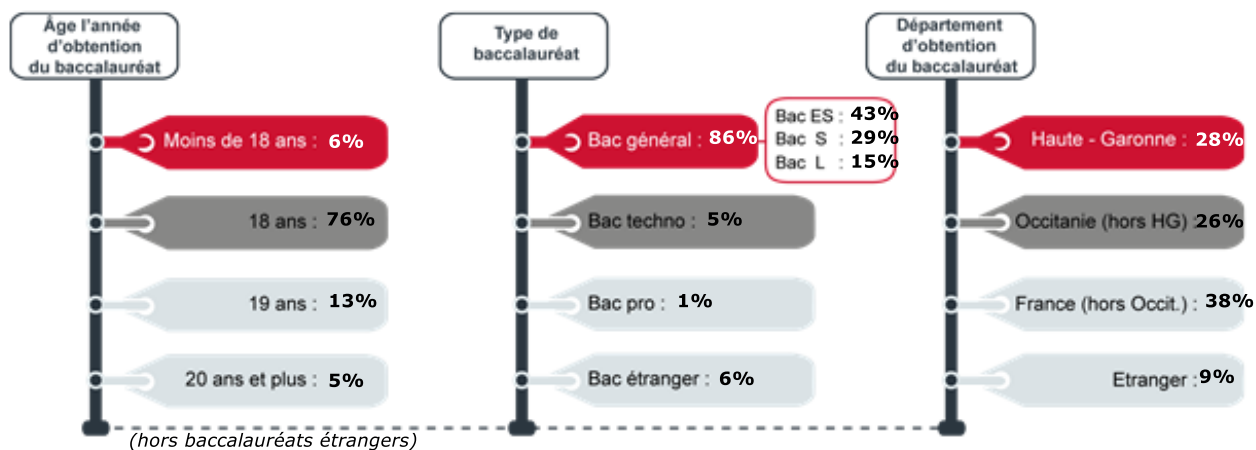 Âge l'année
d'obtention
du baccalauréat
Moins de 18 ans : 6%
18 ans : 76%
19 ans : 13%
20 ans et plus : 5%
(hors baccalauréats étrangers)
Type de
baccalauréat
Bac général : 86%
Bac ES : 43%
Bac S : 29%
Bac L : 15%
Bac techno : 5%
Bac pro : 1%
Bac étranger : 6%
Département
d'obtention
du baccalauréat
Haute - Garonne : 28%
Occitanie (hors HG) : 26%
France (hors Occit.) : 38%
Etranger : 9%